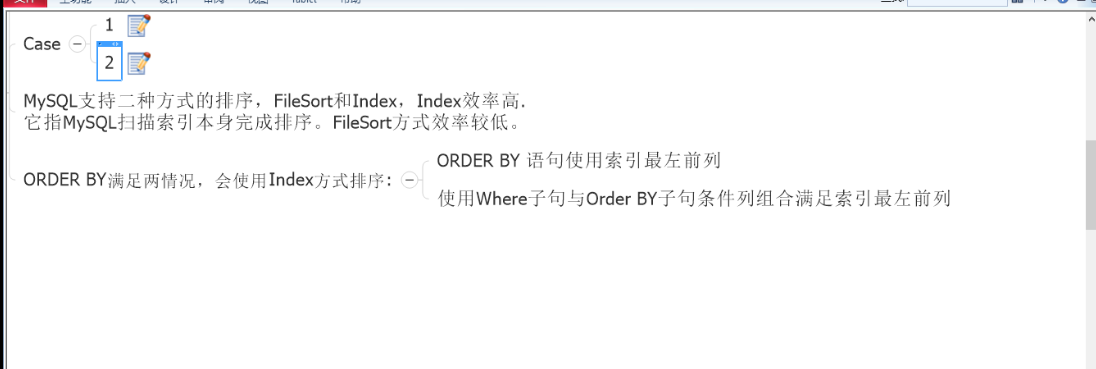 Case
1
2
MySQL支持二种方式的排序，FileSort和Index，Index效率高.
它指MySQL扫描索引本身完成排序。FileSort方式效率较低。
ORDER BY满足两情况，会使用Index方式排序:
ORDER BY 语句使用索引最左前列
使用Where子句与Order BY子句条件列组合满足索引最左前列